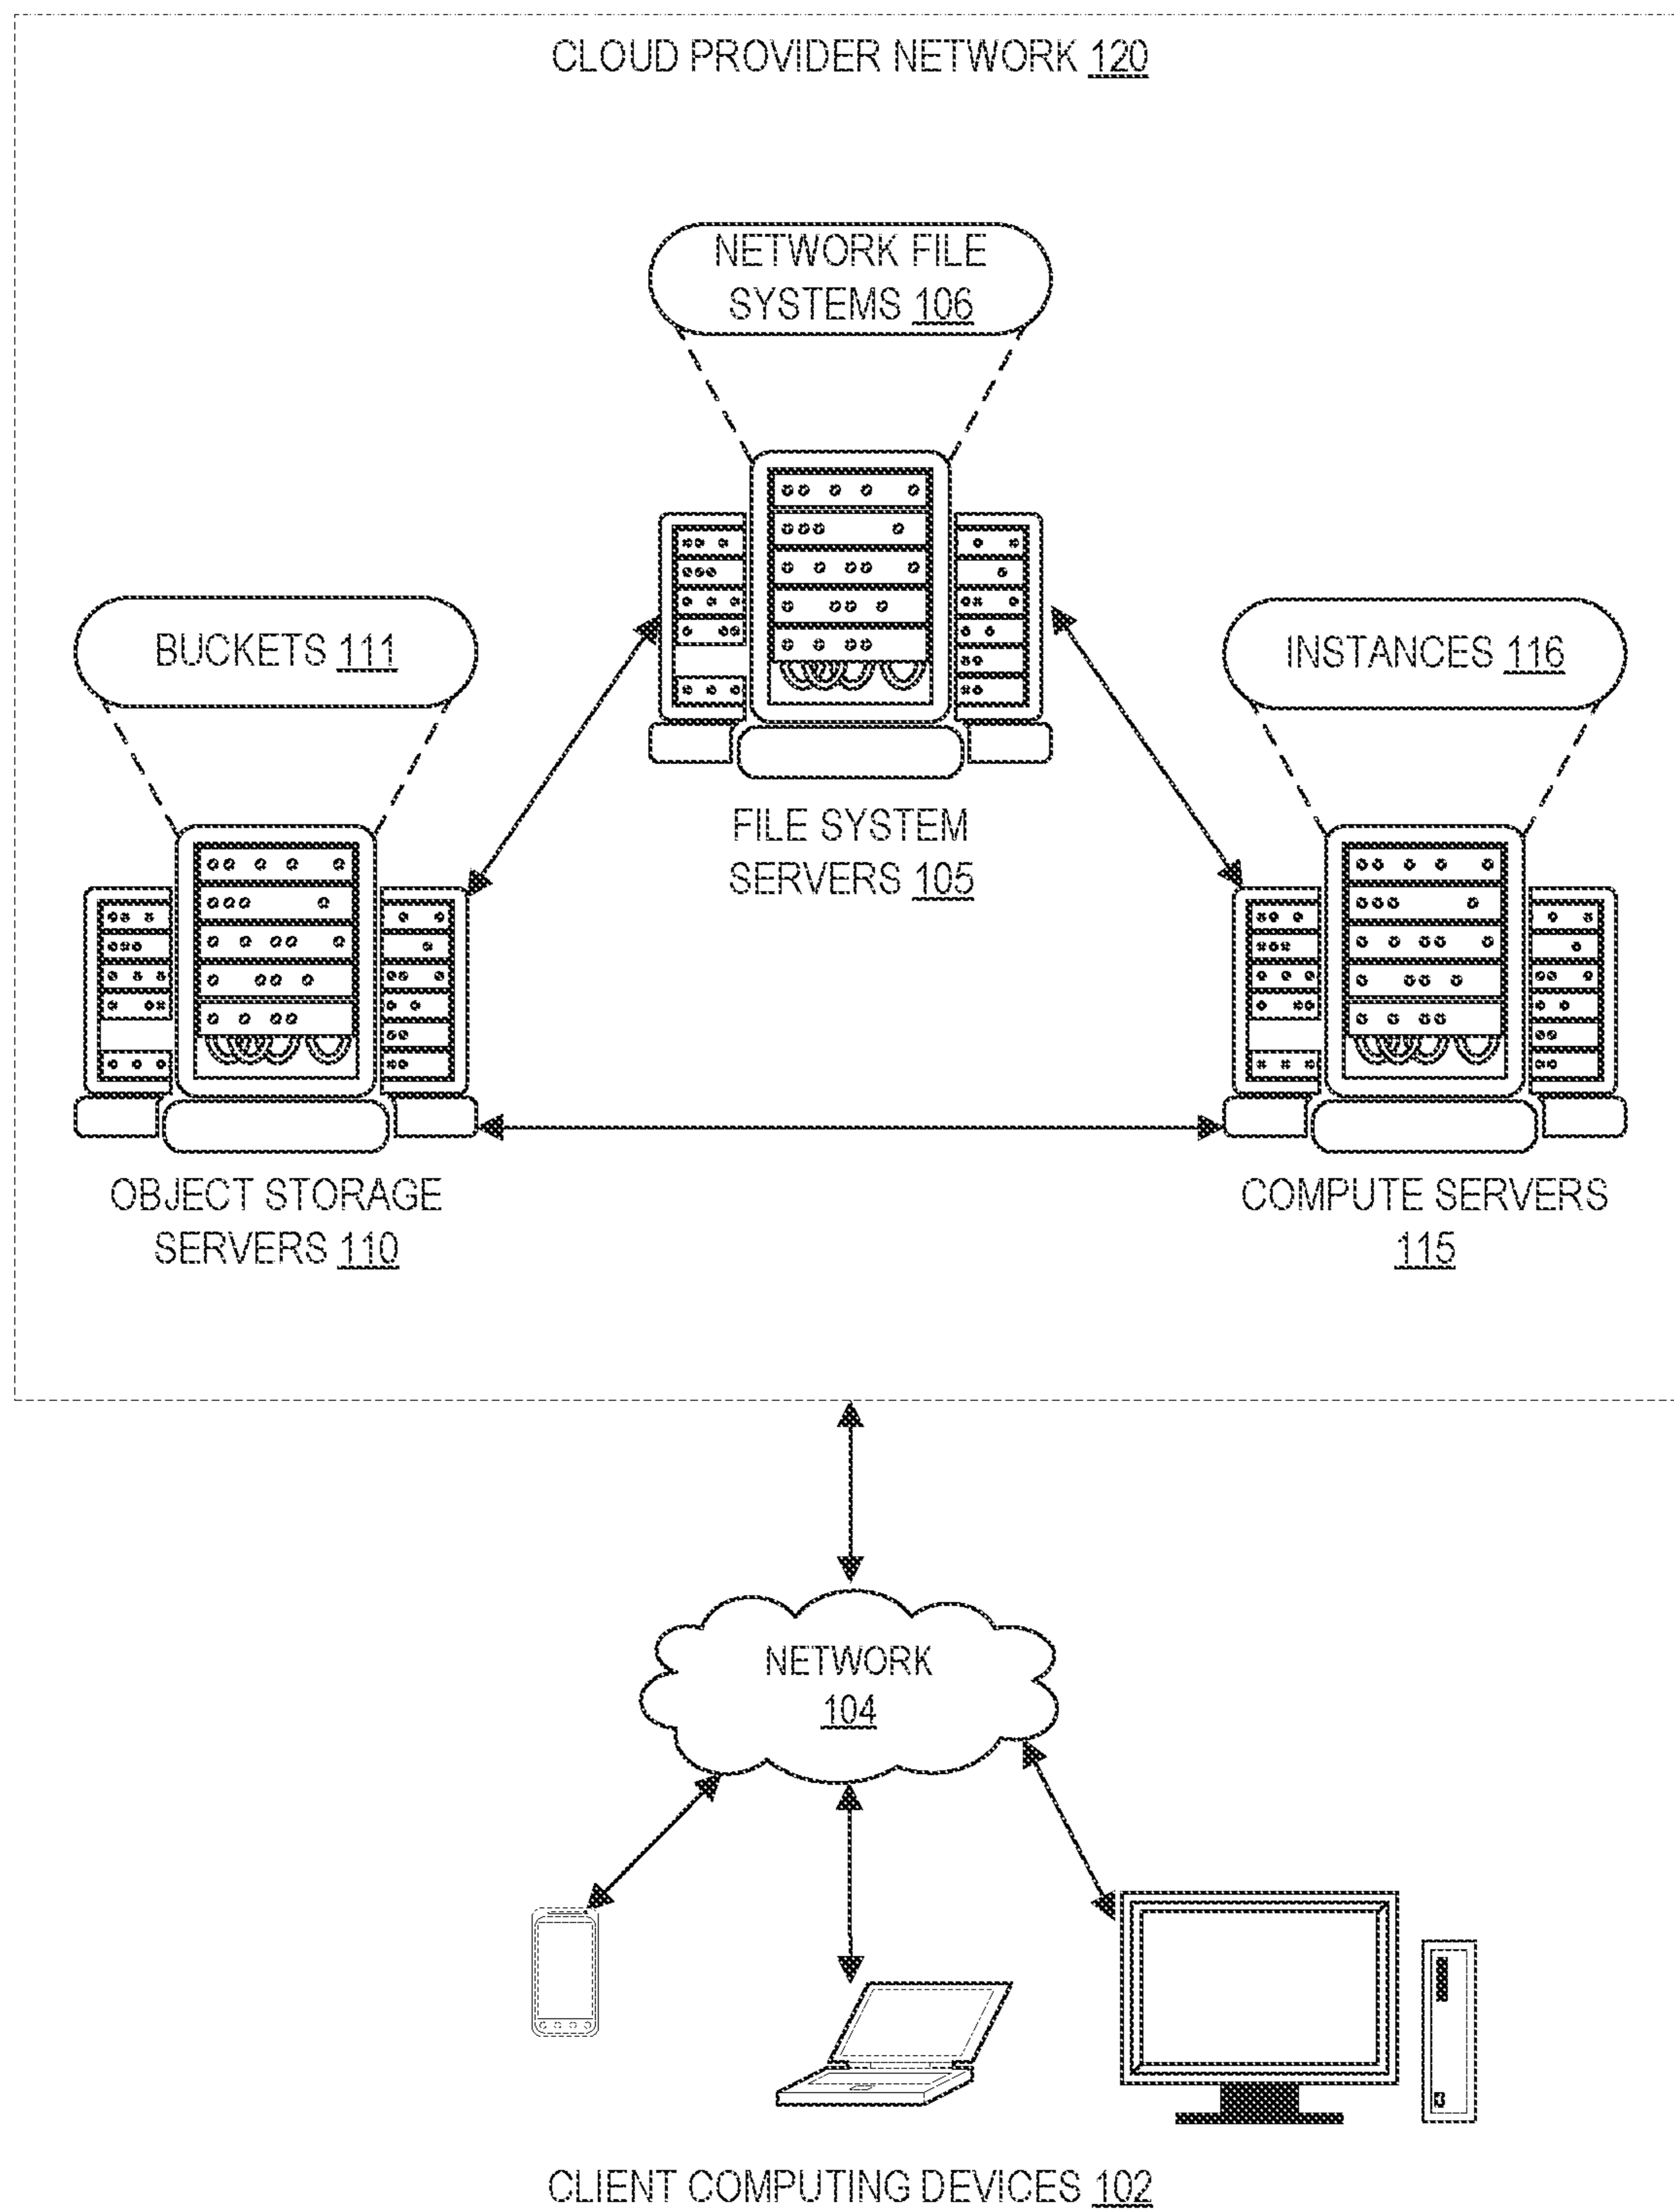 CLOUD PROVIDER NETWORK 120
NETWORK FILE
SYSTEMS 106
BUCKETS 111
INSTANCES 116
FILE SYSTEM
SERVERS 105
OBJECT STORAGE
SERVERS 110
COMPUTE SERVERS
115
NETWORK
104
CLIENT COMPUTING DEVICES 102